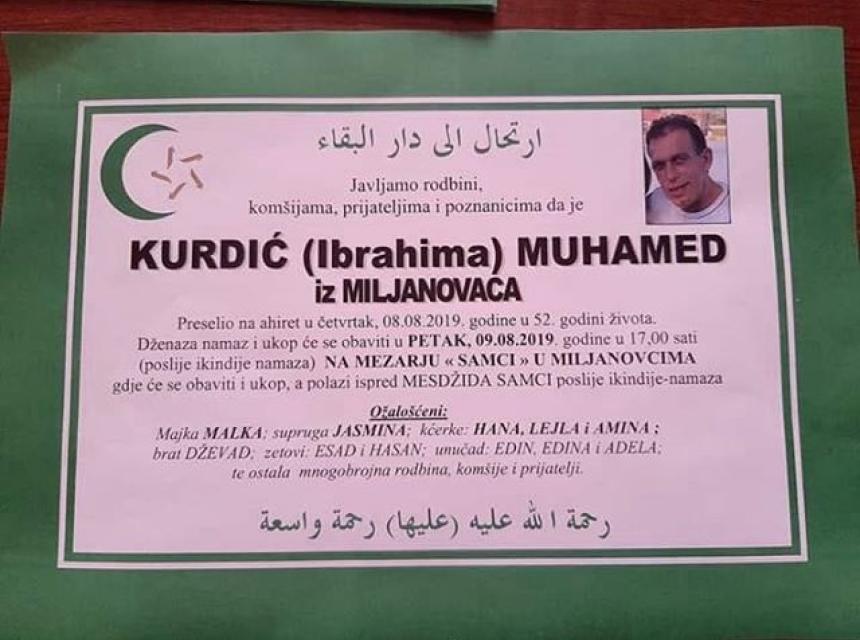 ارتحال الى دار البقاء
Javljamo rodbini,
komšijama, prijateljima i poznanicima da je
KURDIĆ (Ibrahima) MUHAMED
iz MILJANOVACA
Preselio na ahiret u četvrtak, 08.08.2019. godine u 52. godini života.
Dženaza namaz i ukop će se obaviti u PETAK, 09.08.2019. godine u 17,00 sati
(poslije ikindije namaza) NA MEZARJU « SAMCI » U MILJANOVCIMA
gdje će se obaviti i ukop, a polazi ispred MESDŽIDA SAMCI poslije ikindije-namaza
Ožalošćeni:
Majka MALKA; supruga JASMINA; kćerke: HANA, LEJLA i AMINA ;
brat DŽEVAD; zetovi: ESAD i HASAN; unučad: EDIN, EDINA i ADELA;
te ostala mnogobrojna rodbina, komšije i prijatelji.
رحمة الله عليه (عليها) رحمة واسعة